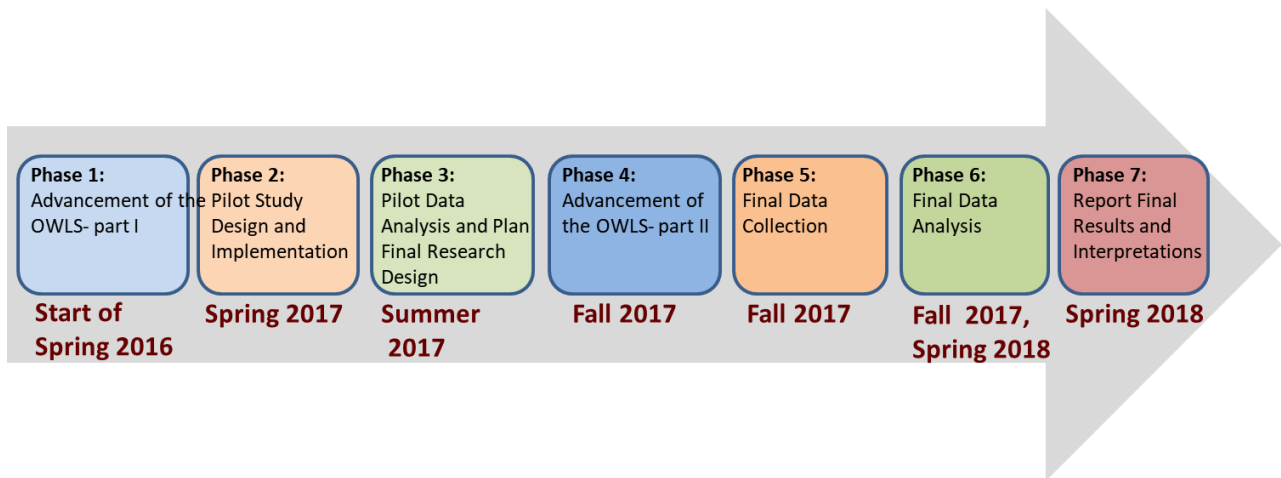 Phase 1:
Advancement of the
OWLS- part I
Start of
Spring 2016
Phase 2:
Pilot Study
Design and
Implementation
Spring 2017
Phase 3:
Pilot Data
Analysis and Plan
Final Research
Design
Summer
2017
Phase 4:
Advancement of
the OWLS- part II
Fall 2017
Phase 5:
Final Data
Collection
Fall 2017
Phase 6:
Final Data
Analysis
Fall 2017,
Spring 2018
Phase 7:
Report Final
Results and
Interpretations
Spring 2018